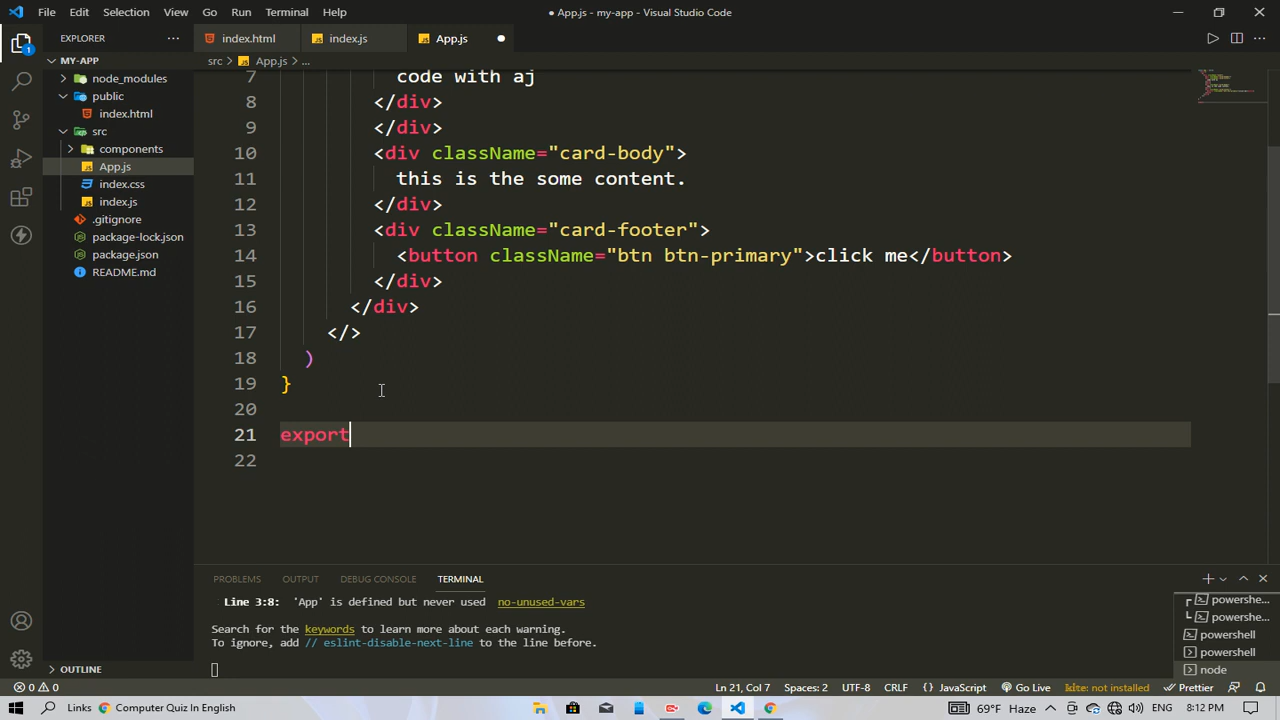 File Edit Selection View Go Run Terminal Help
● App.js - my-app - Visual Studio Code
EXPLORER
index.html
index.js
App.js
MY-APP
src
App.js
...
node_modules
public
index.html
src
components
App.js
index.css
index.js
.gitignore
package-lock.json
package.json
README.md
1
7 code with aj
8 </div>
9 </div>
10 <div className="card-body">
11 this is the some content.
12 </div>
13 <div className="card-footer">
14 <button className="btn btn-primary">click me</button>
15 </div>
16 </div>
17 </>
18 )
19 }
20
21 export
22
PROBLEMS OUTPUT DEBUG CONSOLE TERMINAL
Line 3:8: 'App' is defined but never used no-unused-vars
Search for the keywords to learn more about each warning.
To ignore, add // eslint-disable-next-line to the line before.
powershe...
powershe...
powershell
powershell
node
OUTLINE
0 0 Ln 21, Col 7 Spaces: 2 UTF-8 CRLF {} JavaScript Go Live kite: not installed Prettier
Links Computer Quiz In English 69°F Haze ENG 8:12 PM